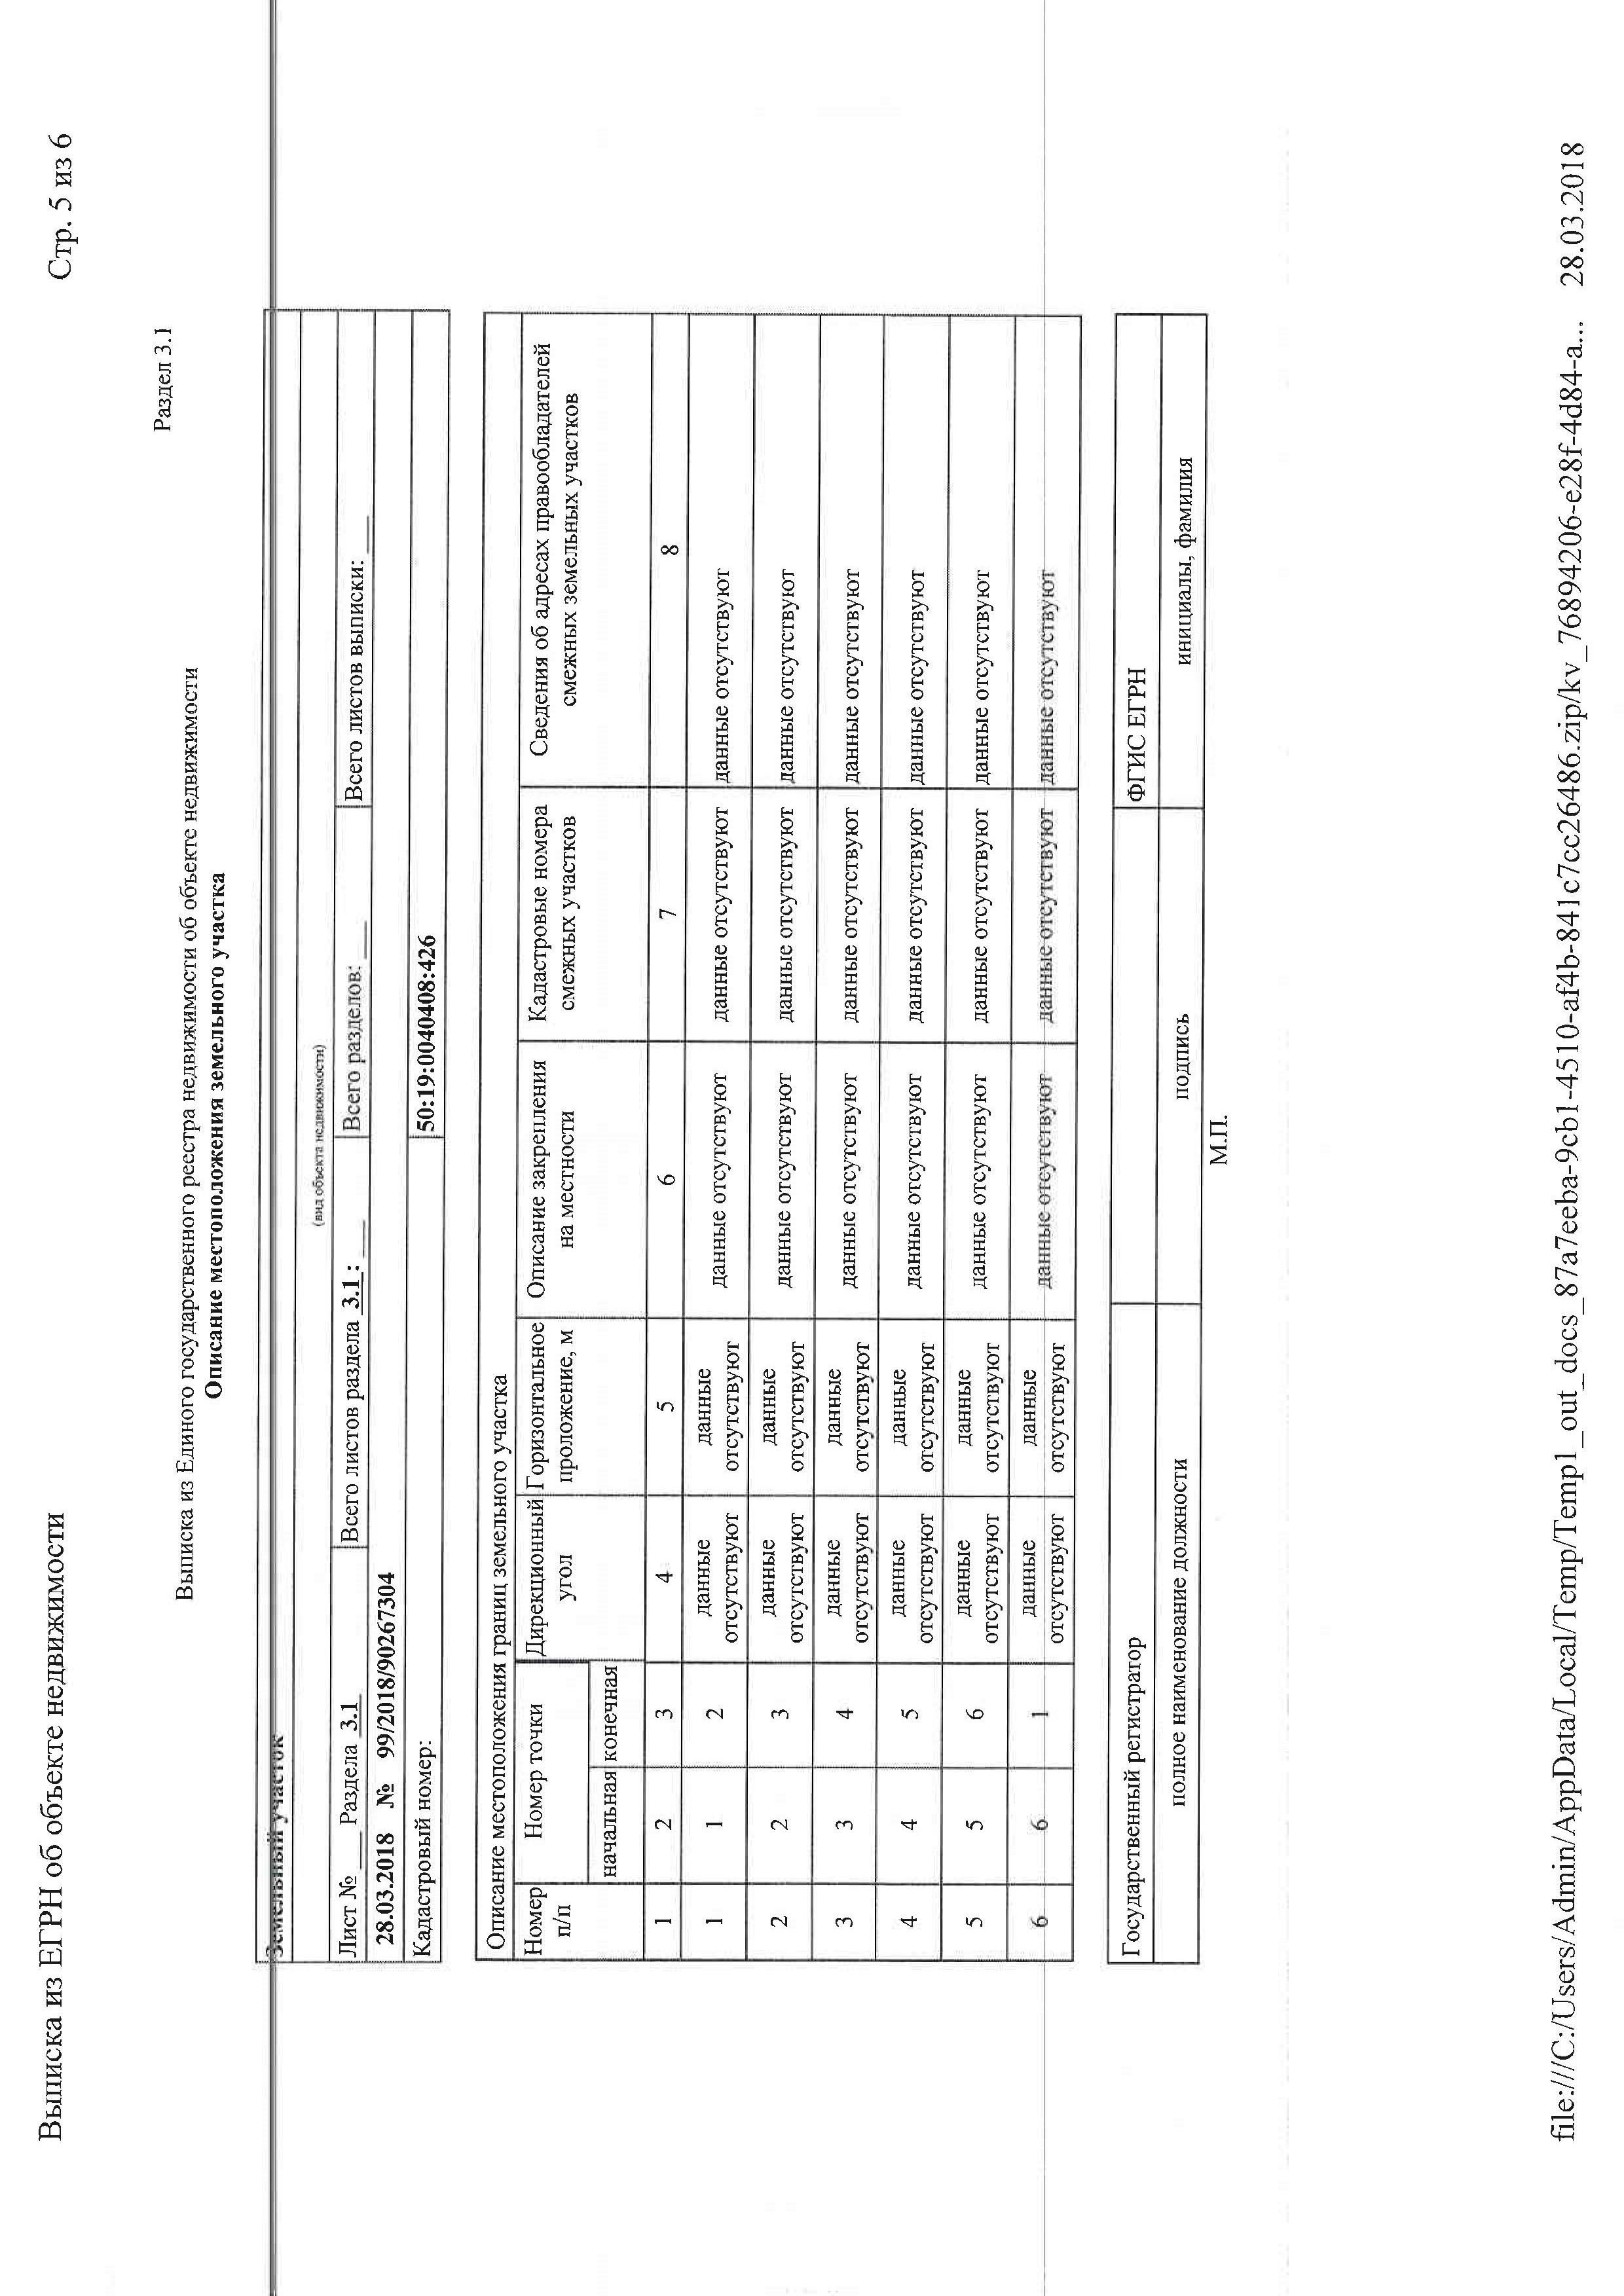 Выписка из ЕГРН об объекте недвижимости Стр. 5 из 6
Раздел 3.1
Выписка из Единого государственного реестра недвижимости об объекте недвижимости
Описание местоположения земельного участка
Земельный участок
(вид объекта недвижимости)
Лист № ___ Раздела 3.1 Всего листов раздела 3.1 : ___ Всего разделов: ___ Всего листов выписки: ___
28.03.2018 № 99/2018/90267304
Кадастровый номер: 50:19:0040408:426
Описание местоположения границ земельного участка
Номер п/п Номер точки Дирекционный угол Горизонтальное проложение, м Описание закрепления на местности Кадастровые номера смежных участков Сведения об адресах правообладателей смежных земельных участков
начальная конечная
1 2 3 4 5 6 7 8
1 1 2 данные отсутствуют данные отсутствуют данные отсутствуют данные отсутствуют данные отсутствуют
2 2 3 данные отсутствуют данные отсутствуют данные отсутствуют данные отсутствуют данные отсутствуют
3 3 4 данные отсутствуют данные отсутствуют данные отсутствуют данные отсутствуют данные отсутствуют
4 4 5 данные отсутствуют данные отсутствуют данные отсутствуют данные отсутствуют данные отсутствуют
5 5 6 данные отсутствуют данные отсутствуют данные отсутствуют данные отсутствуют данные отсутствуют
6 6 1 данные отсутствуют данные отсутствуют данные отсутствуют данные отсутствуют данные отсутствуют
Государственный регистратор ФГИС ЕГРН
полное наименование должности подпись инициалы, фамилия
М.П.
file:///C:/Users/Admin/AppData/Local/Temp/Temp1_out_docs_87a7eeba-9cb1-4510-af4b-841c7cc26486.zip/kv_76894206-e28f-4d84-a... 28.03.2018